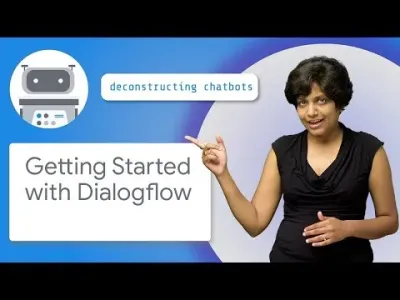 deconstructing chatbots
Getting Started
with Dialogflow